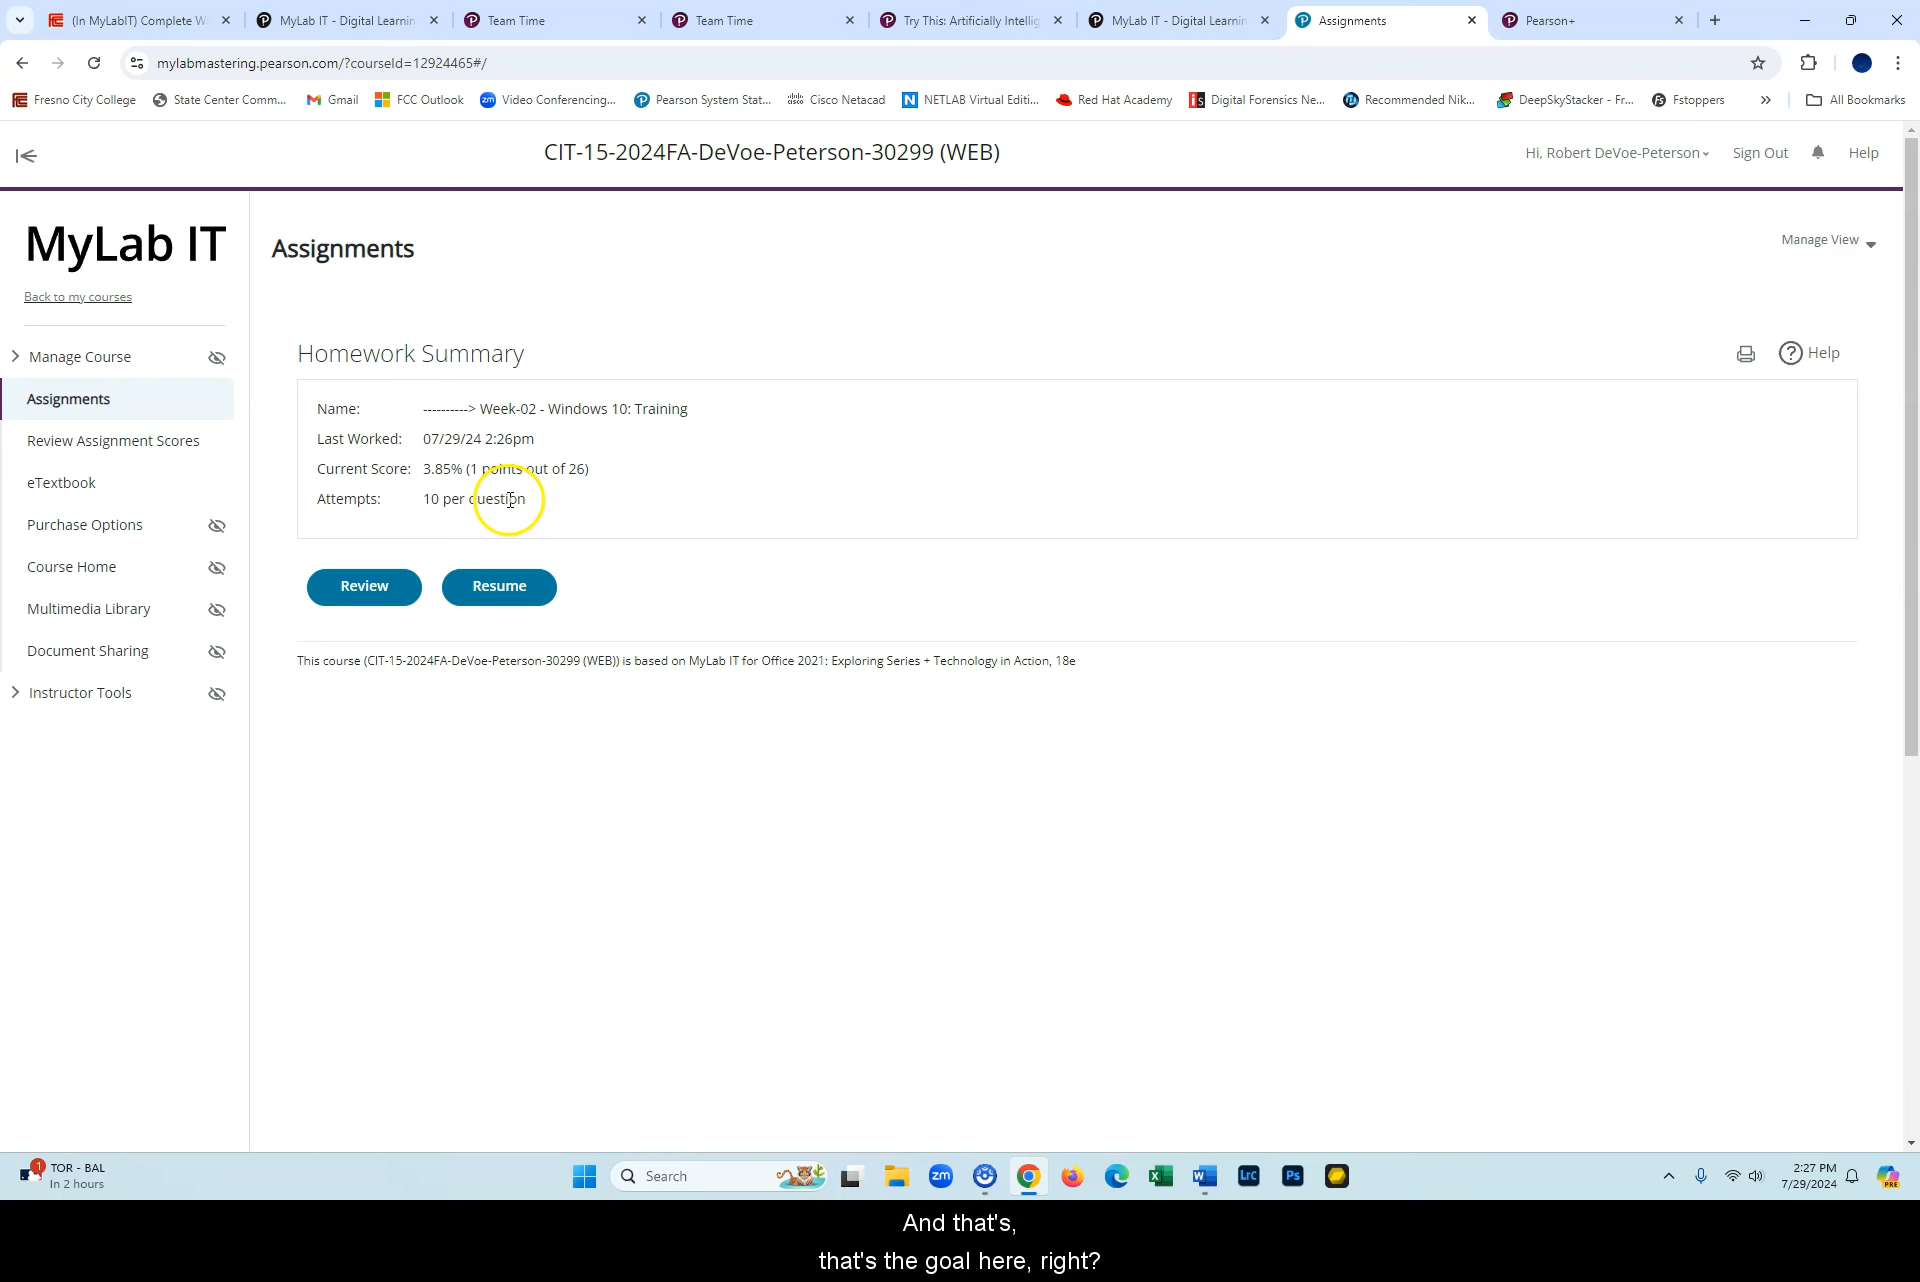 (In MyLabIT) Complete W
MyLab IT - Digital Learnin
Team Time
Team Time
Try This: Artificially Intellig
MyLab IT - Digital Learnin
Assignments
Pearson+
mylabmastering.pearson.com/?courseId=12924465#/
Fresno City College
State Center Comm...
Gmail
FCC Outlook
Video Conferencing...
Pearson System Stat...
Cisco Netacad
NETLAB Virtual Editi...
Red Hat Academy
Digital Forensics Ne...
Recommended Nik...
DeepSkyStacker - Fr...
Fstoppers
»
All Bookmarks
CIT-15-2024FA-DeVoe-Peterson-30299 (WEB)
Hi, Robert DeVoe-Peterson
Sign Out
Help
MyLab IT
Back to my courses
Manage Course
Assignments
Review Assignment Scores
eTextbook
Purchase Options
Course Home
Multimedia Library
Document Sharing
Instructor Tools
Assignments
Manage View
Homework Summary
? Help
Name: ----------> Week-02 - Windows 10: Training
Last Worked: 07/29/24 2:26pm
Current Score: 3.85% (1 points out of 26)
Attempts: 10 per question
Review
Resume
This course (CIT-15-2024FA-DeVoe-Peterson-30299 (WEB)) is based on MyLab IT for Office 2021: Exploring Series + Technology in Action, 18e
1
TOR - BAL
In 2 hours
Search
zm
LrC
Ps
2:27 PM
7/29/2024
PRE
And that's,
that's the goal here, right?